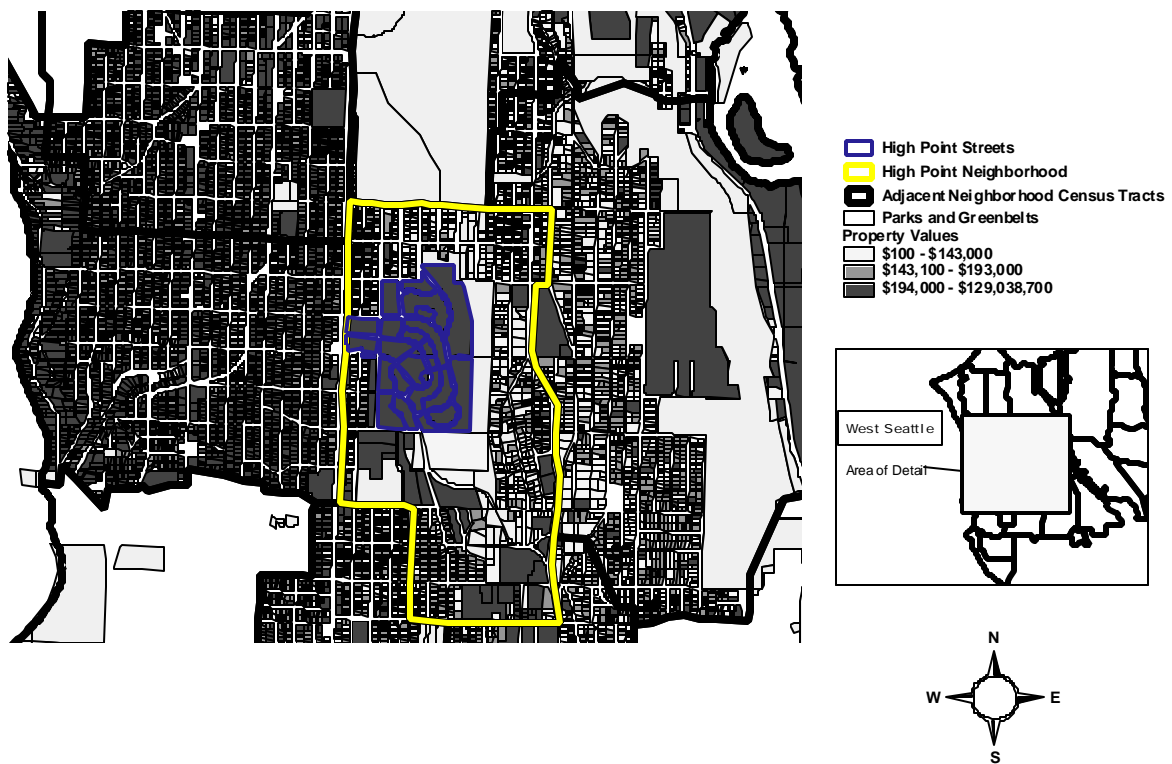 High Point Streets
High Point Neighborhood
Adjacent Neighborhood Census Tracts
Parks and Greenbelts
Property Values
$100 - $143,000
$143,100 - $193,000
$194,000 - $129,038,700
West Seattle
Area of Detail
N
W E
S